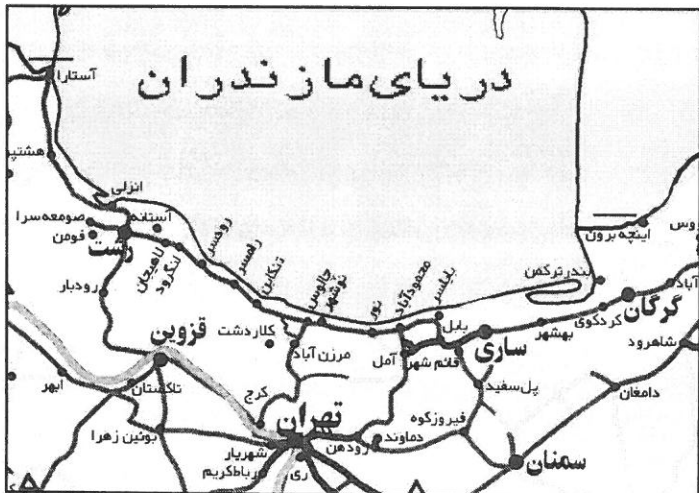 دریای مازندران
آستارا
هشتپر
انزلی
صومعه سرا
آستانه
فومن
رشت
لاهیجان
لنگرود
رودسر
رامسر
تنکابن
چالوس
نوشهر
نور
محمودآباد
بابلسر
بندر ترکمن
اینچه برون
گرگان
کردکوی
بهشهر
ساری
بابل
قائم شهر
آمل
مرزن آباد
کلاردشت
رودبار
قزوین
شاهرود
دامغان
پل سفید
فیروزکوه
سمنان
دماوند
رودهن
تهران
کرج
تاکستان
ابهر
بوئین زهرا
شهریار
رباط کریم
ری